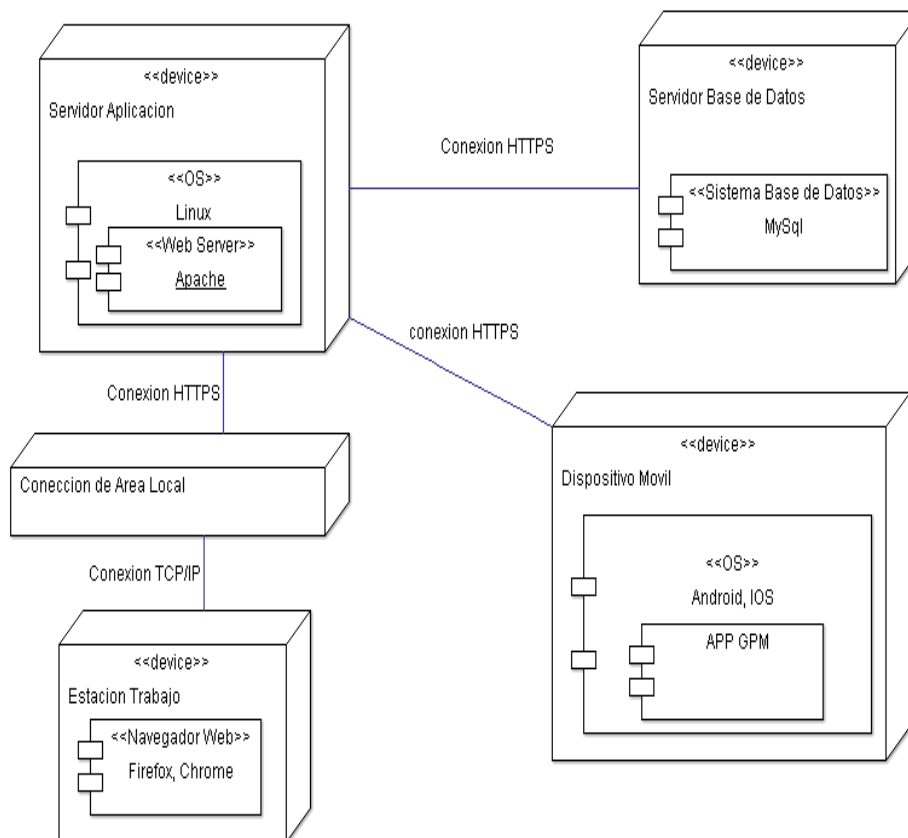 <<device>>
Servidor Aplicacion
<<OS>>
Linux
<<Web Server>>
Apache
Conexion HTTPS
<<device>>
Servidor Base de Datos
<<Sistema Base de Datos>>
MySql
conexion HTTPS
Conexion HTTPS
Coneccion de Area Local
Conexion TCP/IP
<<device>>
Estacion Trabajo
<<Navegador Web>>
Firefox, Chrome
<<device>>
Dispositivo Movil
<<OS>>
Android, IOS
APP GPM